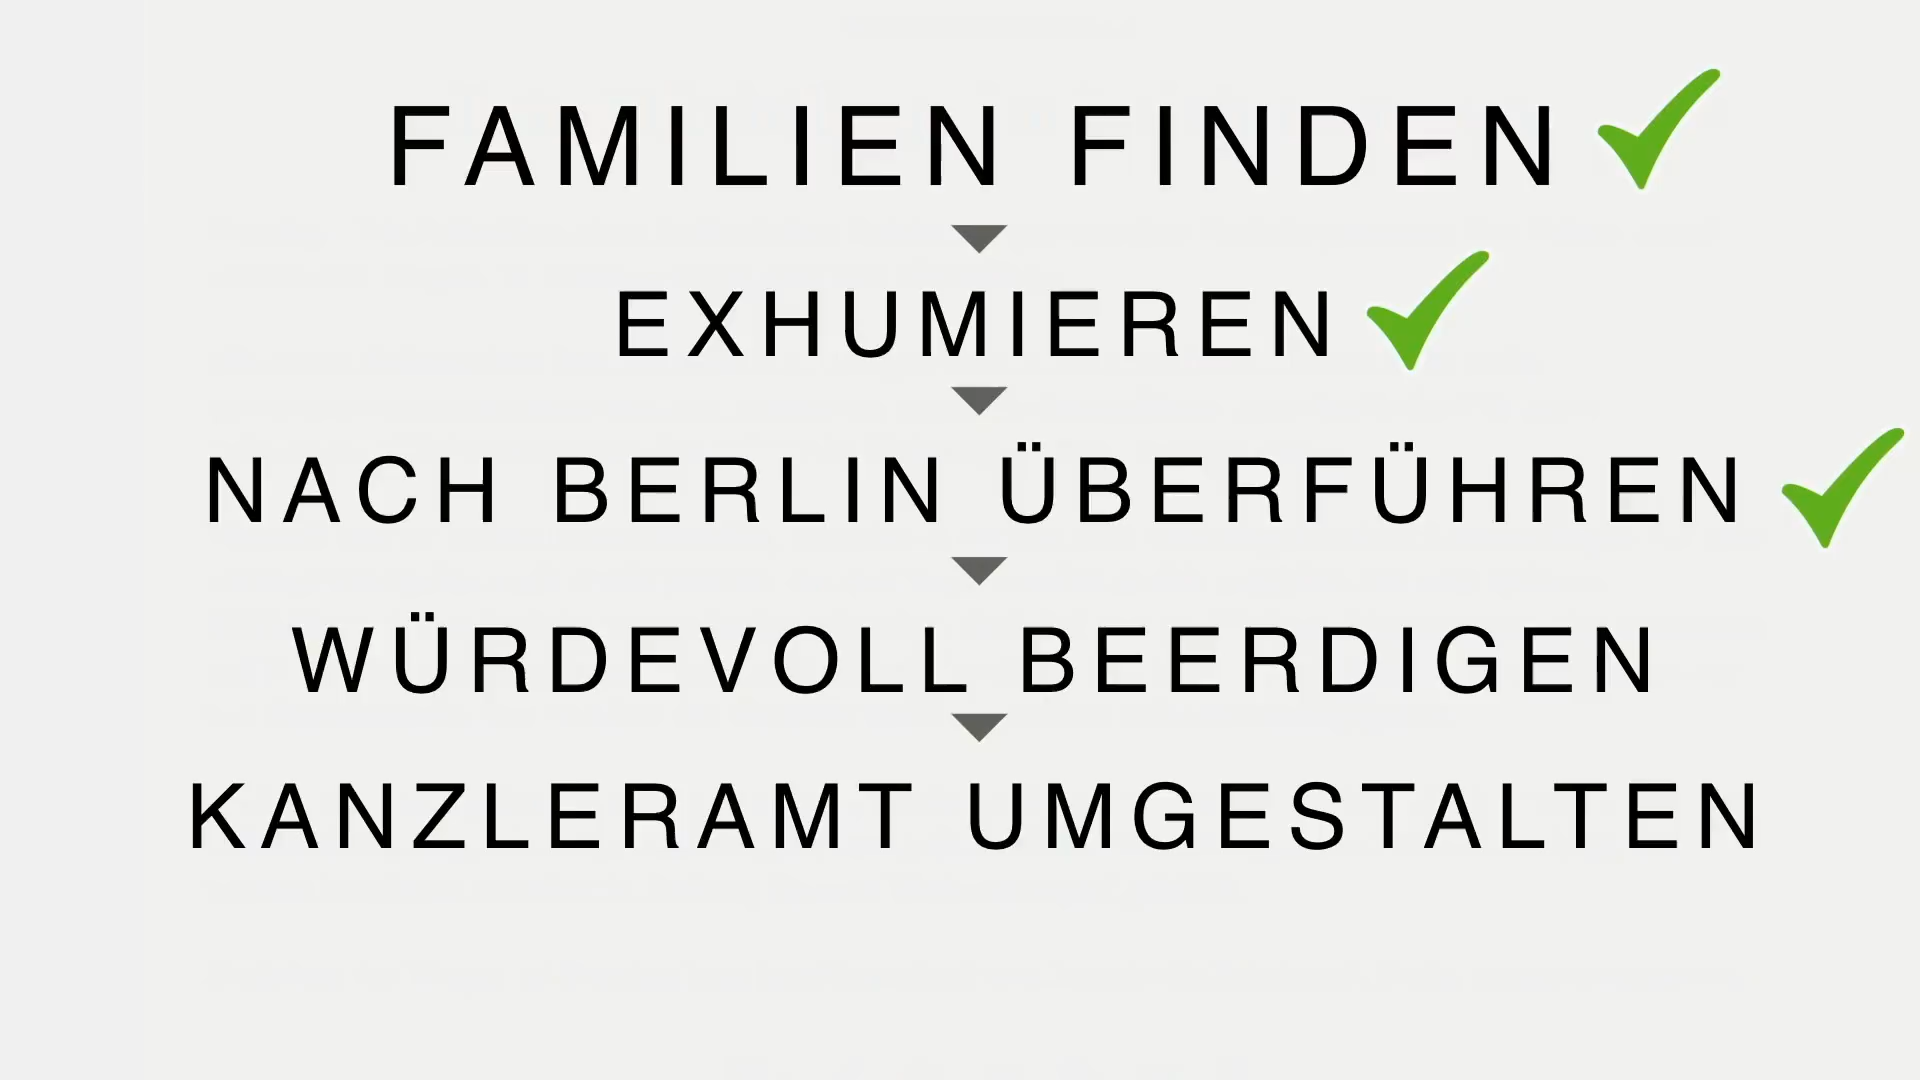 FAMILIEN FINDEN
EXHUMIEREN
NACH BERLIN ÜBERFÜHREN
WÜRDEVOLL BEERDIGEN
KANZLERAMT UMGESTALTEN